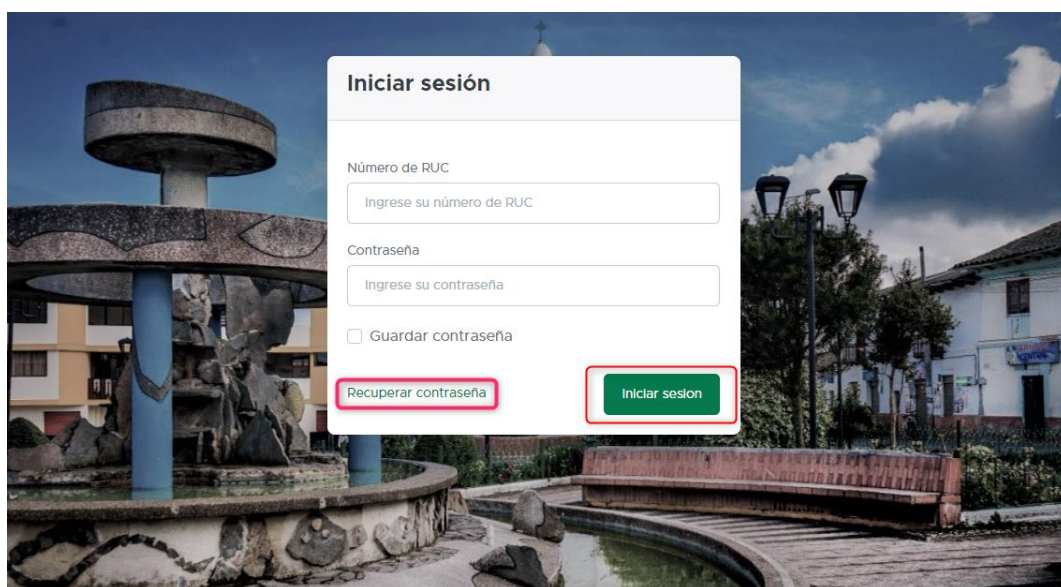 Iniciar sesión
Número de RUC
Ingrese su número de RUC
Contraseña
Ingrese su contraseña
Guardar contraseña
Recuperar contraseña
Iniciar sesion